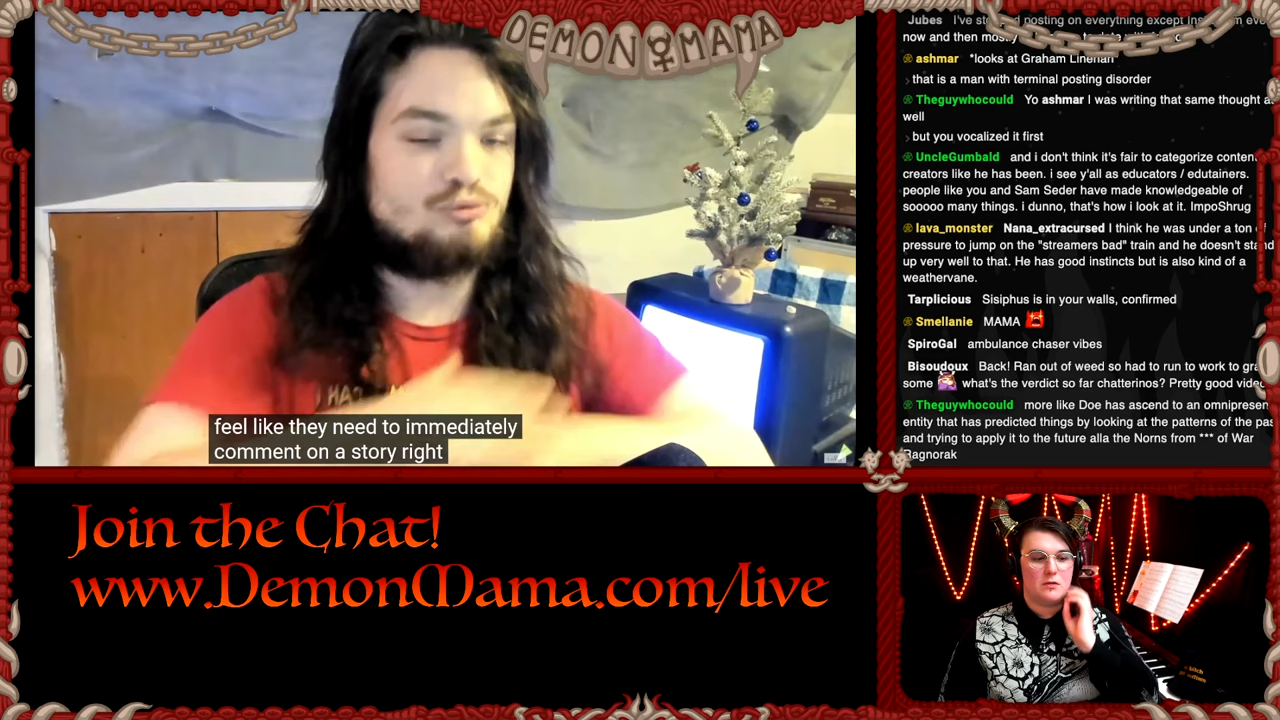 DEMON MAMA
feel like they need to immediately
comment on a story right
Join the Chat!
www.DemonMama.com/live
Jubes I've posting on everything except
now and then mostly
ashmar *looks at Graham Linehan*
that is a man with terminal posting disorder
Theguywhocould Yo ashmar I was writing that same thought
well
but you vocalized it first
UncleGumbald and i don't think it's fair to categorize
creators like he has been. i see y'all as educators / edutainers.
people like you and Sam Seder have made knowledgeable of
sooooo many things. i dunno, that's how i look at it. ImpoShrug
lava_monster Nana_extracursed I think he was under a ton of
pressure to jump on the "streamers bad" train and he doesn't stand
up very well to that. He has good instincts but is also kind of a
weathervane.
Tarplicious Sisiphus is in your walls, confirmed
Smellanie MAMA
SpiroGal ambulance chaser vibes
Bisoudoux Back! Ran out of weed so had to run to work to
some what's the verdict so far chatterinos? Pretty good
Theguywhocould more like Doe has ascend to an
entity that has predicted things by looking at the patterns of the
and trying to apply it to the future alla the Norns from *** of War
Ragnorak